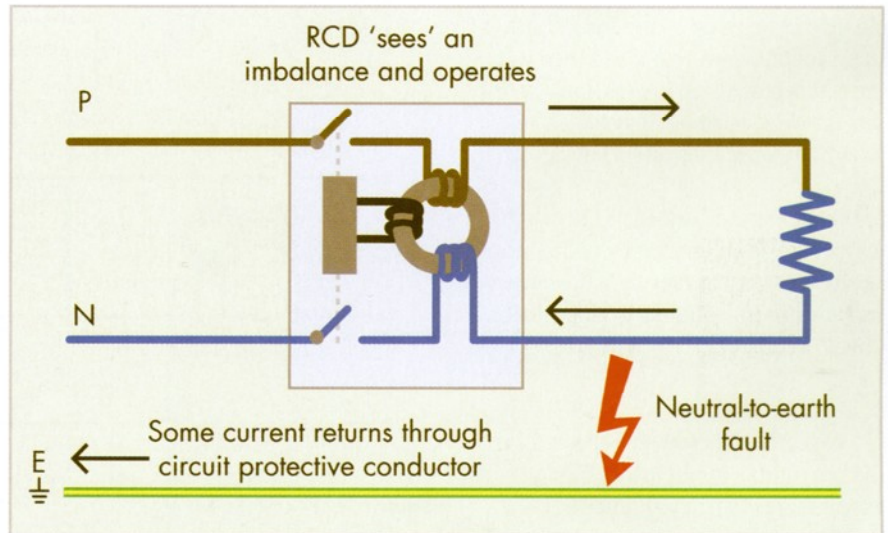 RCD ‘sees’ an
imbalance and operates
P
N
Neutral-to-earth
fault
Some current returns through
circuit protective conductor
E